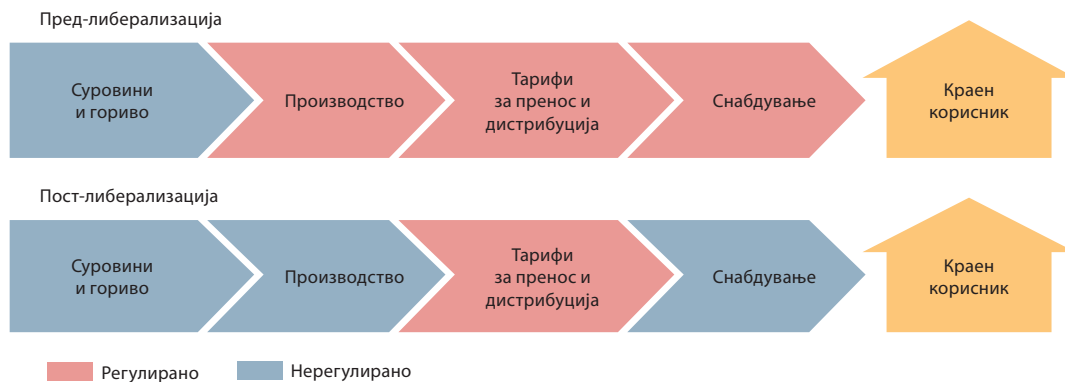 Пред-либерализација
Суровини
и гориво
Производство
Тарифи
за пренос и
дистрибуција
Снабдување
Краен
корисник
Пост-либерализација
Суровини
и гориво
Производство
Тарифи
за пренос и
дистрибуција
Снабдување
Краен
корисник
Регулирано
Нерегулирано